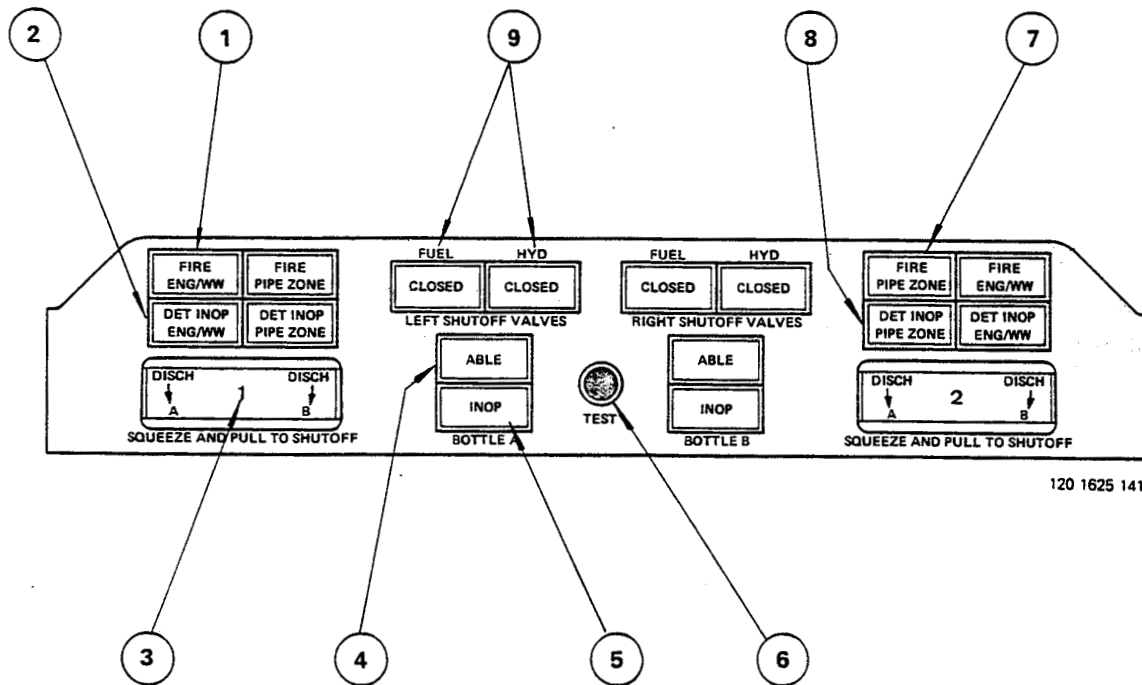 2
1
9
8
7
FIRE
ENG/WW
FIRE
PIPE ZONE
DET INOP
ENG/WW
DET INOP
PIPE ZONE
DISCH
A
1
DISCH
B
SQUEEZE AND PULL TO SHUTOFF
FUEL
HYD
CLOSED
CLOSED
LEFT SHUTOFF VALVES
ABLE
INOP
BOTTLE A
TEST
FUEL
HYD
CLOSED
CLOSED
RIGHT SHUTOFF VALVES
ABLE
INOP
BOTTLE B
FIRE
PIPE ZONE
FIRE
ENG/WW
DET INOP
PIPE ZONE
DET INOP
ENG/WW
DISCH
A
2
DISCH
B
SQUEEZE AND PULL TO SHUTOFF
120 1625 141
3
4
5
6